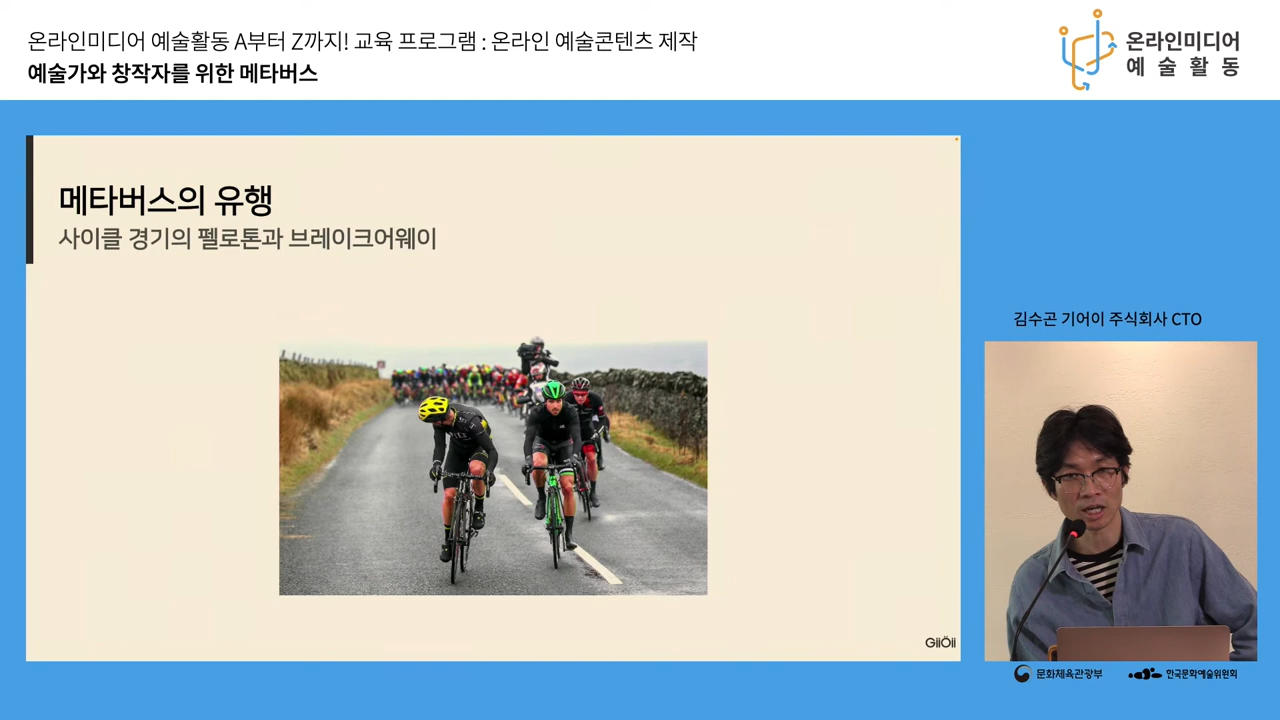 온라인미디어 예술활동 A부터 Z까지! 교육 프로그램 : 온라인 예술콘텐츠 제작
예술가와 창작자를 위한 메타버스
온라인미디어
예술활동
메타버스의 유행
사이클 경기의 펠로톤과 브레이크어웨이
GiiÖii
김수곤 기어이 주식회사 CTO
문화체육관광부
한국문화예술위원회